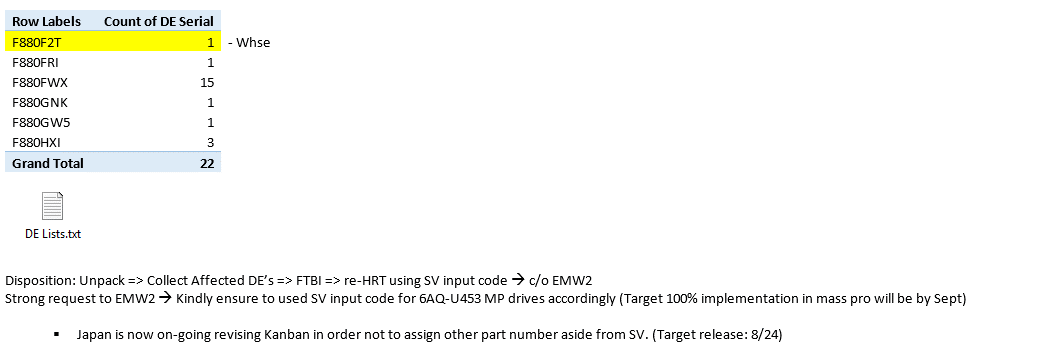 Row Labels Count of DE Serial
F880F2T 1 - Whse
F880FRI 1
F880FWX 15
F880GNK 1
F880GW5 1
F880HXI 3
Grand Total 22
DE Lists.txt
Disposition: Unpack => Collect Affected DE's => FTBI => re-HRT using SV input code → c/o EMW2
Strong request to EMW2 → Kindly ensure to used SV input code for 6AQ-U453 MP drives accordingly (Target 100% implementation in mass pro will be by Sept)
▪ Japan is now on-going revising Kanban in order not to assign other part number aside from SV. (Target release: 8/24)